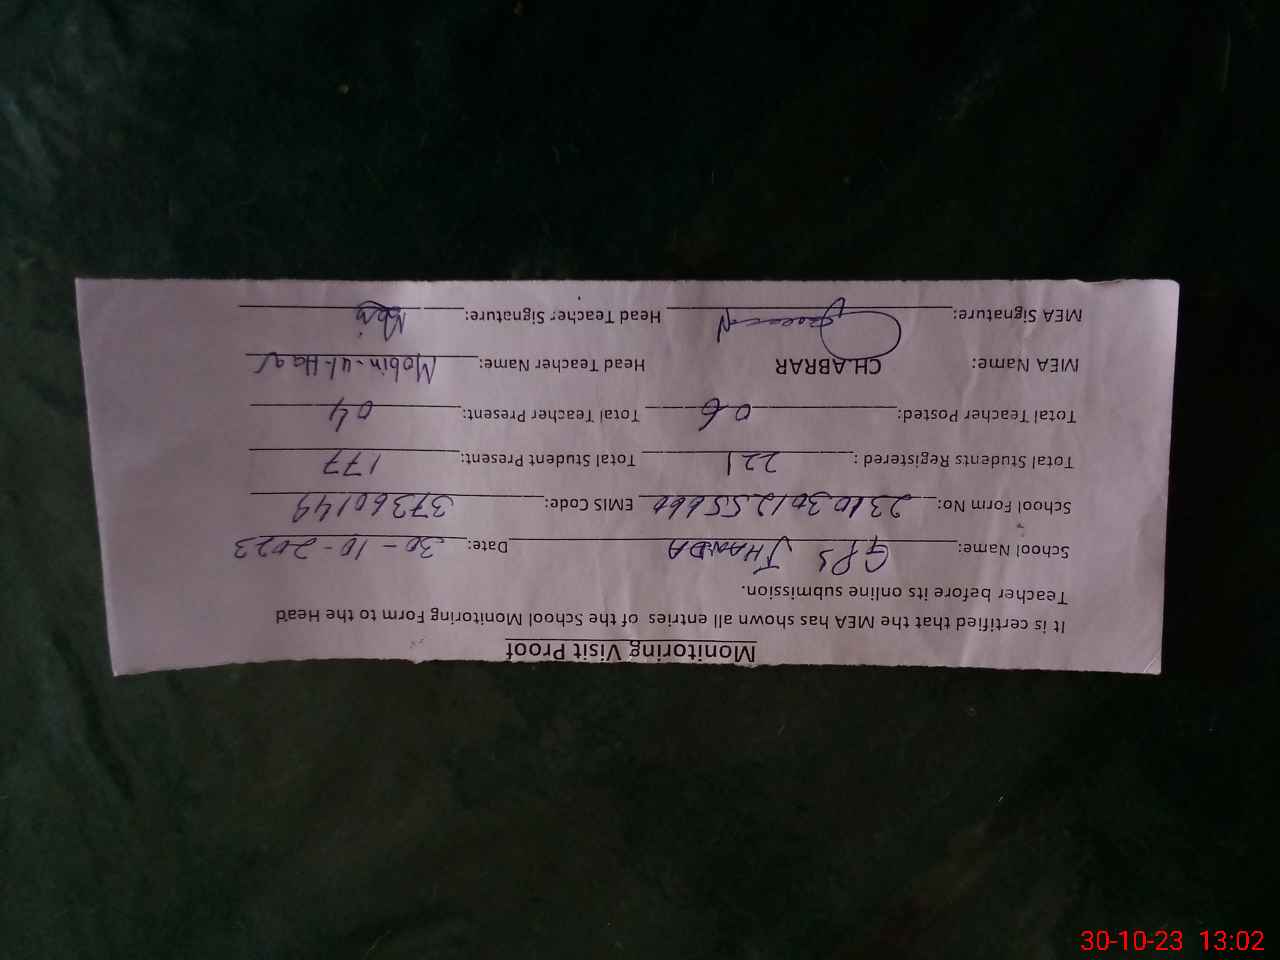 Monitoring Visit Proof
It is certified that the MEA has shown all entries of the School Monitoring Form to the Head
Teacher before its online submission.
School Name: GPS JHANDA Date: 30-10-2023
School Form No: 2310301255666 EMIS Code: 37360149
Total Students Registered: 221 Total Student Present: 177
Total Teacher Posted: 06 Total Teacher Present: 04
MEA Name: CH.ABRAR Head Teacher Name: Mobin-ul-Haq
MEA Signature: Head Teacher Signature:
30-10-23 13:02